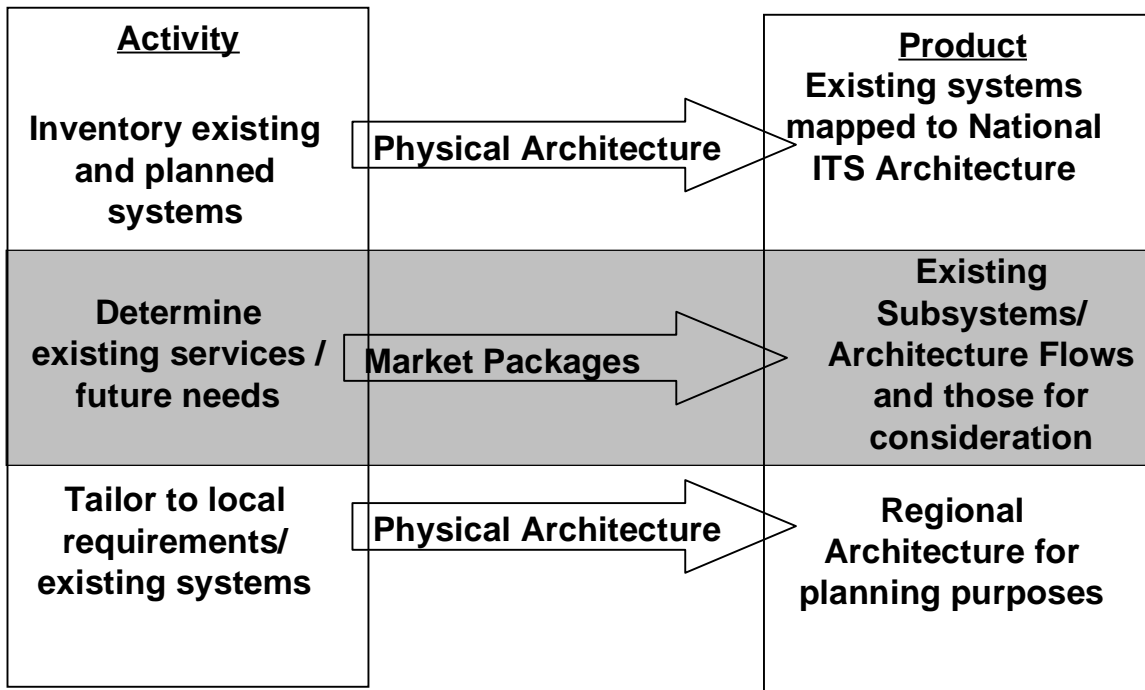 Activity
Inventory existing
and planned
systems
Physical Architecture
Product
Existing systems
mapped to National
ITS Architecture
Determine
existing services /
future needs
Market Packages
Existing
Subsystems/
Architecture Flows
and those for
consideration
Tailor to local
requirements/
existing systems
Physical Architecture
Regional
Architecture for
planning purposes